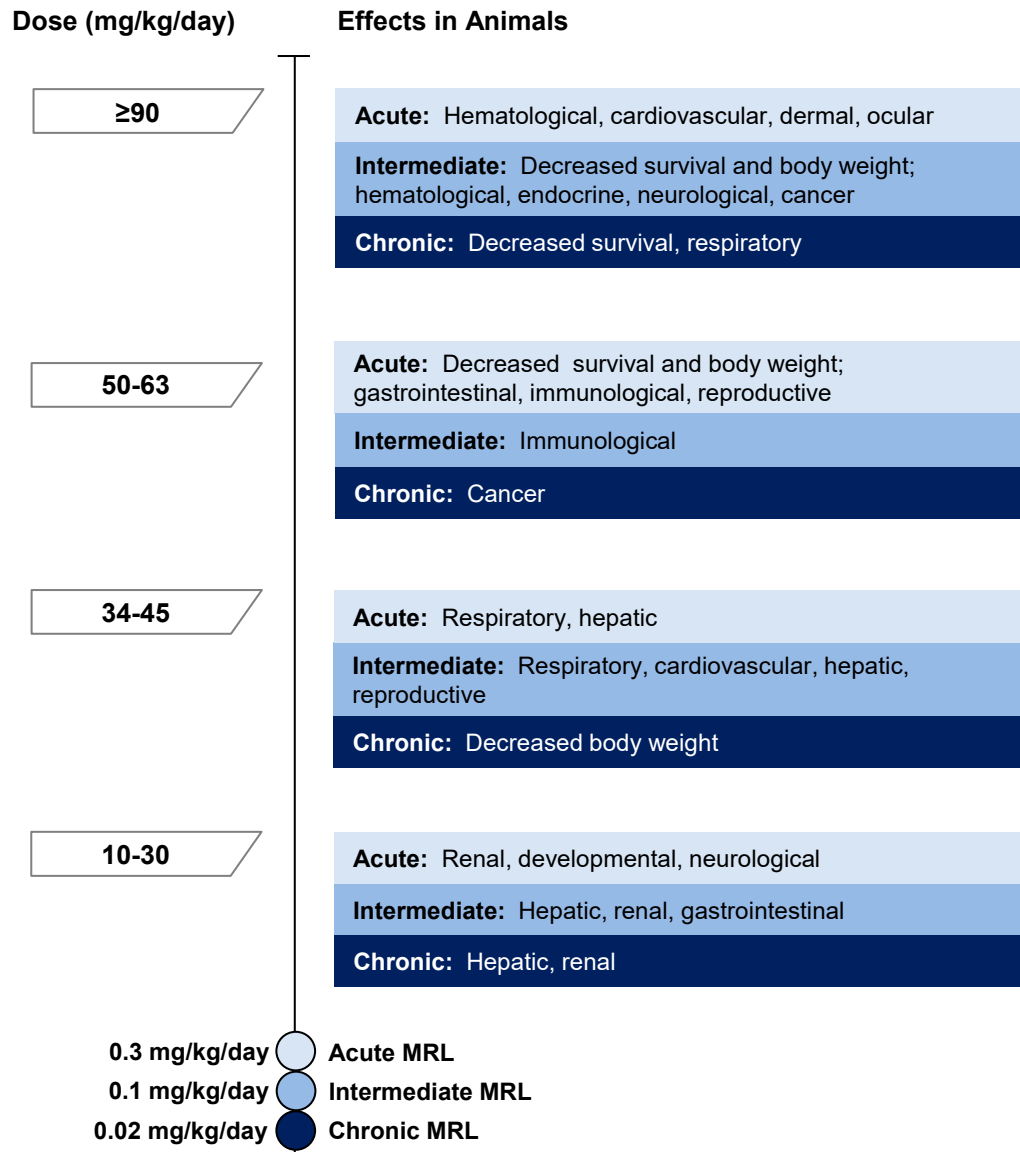 Dose (mg/kg/day)
Effects in Animals
≥90
Acute: Hematological, cardiovascular, dermal, ocular
Intermediate: Decreased survival and body weight;
hematological, endocrine, neurological, cancer
Chronic: Decreased survival, respiratory
50-63
Acute: Decreased survival and body weight;
gastrointestinal, immunological, reproductive
Intermediate: Immunological
Chronic: Cancer
34-45
Acute: Respiratory, hepatic
Intermediate: Respiratory, cardiovascular, hepatic,
reproductive
Chronic: Decreased body weight
10-30
Acute: Renal, developmental, neurological
Intermediate: Hepatic, renal, gastrointestinal
Chronic: Hepatic, renal
0.3 mg/kg/day Acute MRL
0.1 mg/kg/day Intermediate MRL
0.02 mg/kg/day Chronic MRL